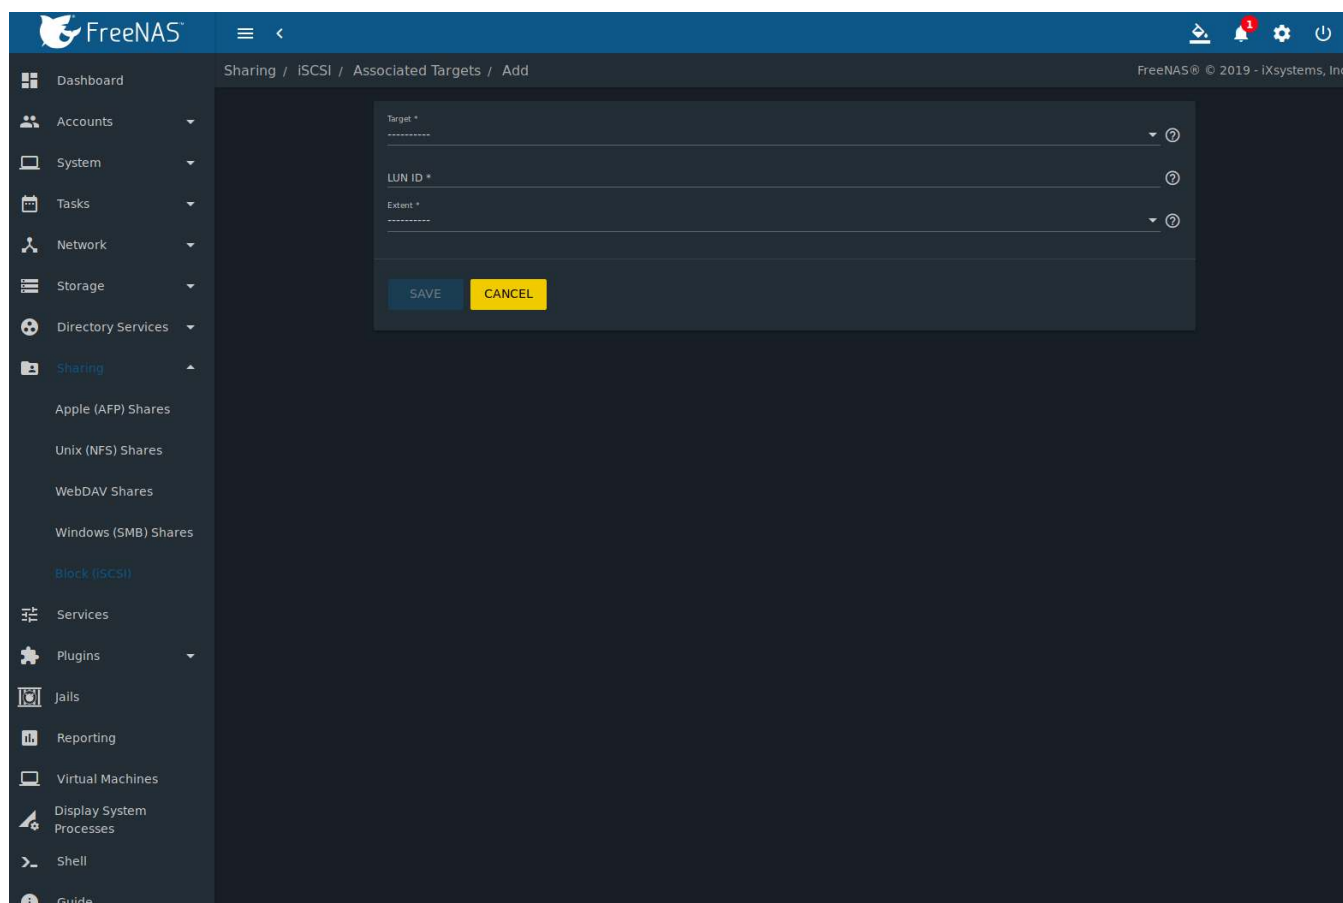 FreeNAS®
1
Sharing / iSCSI / Associated Targets / Add
FreeNAS® © 2019 - iXsystems, Inc
Dashboard
Accounts
System
Tasks
Network
Storage
Directory Services
Sharing
Apple (AFP) Shares
Unix (NFS) Shares
WebDAV Shares
Windows (SMB) Shares
Block (iSCSI)
Services
Plugins
Jails
Reporting
Virtual Machines
Display System
Processes
Shell
Guide
Target *
----------
LUN ID *
Extent *
----------
SAVE
CANCEL